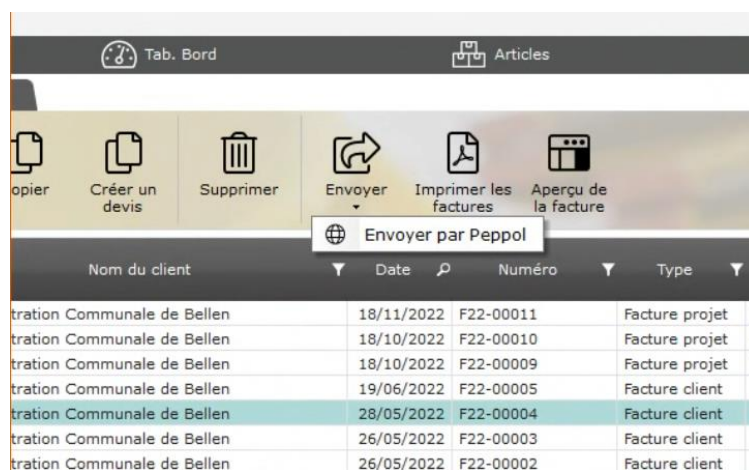 Tab. Bord Articles
opier Créer un devis Supprimer Envoyer Imprimer les factures Aperçu de la facture
Envoyer par Peppol
Nom du client Date Numéro Type
tration Communale de Bellen 18/11/2022 F22-00011 Facture projet
tration Communale de Bellen 18/10/2022 F22-00010 Facture projet
tration Communale de Bellen 18/10/2022 F22-00009 Facture projet
tration Communale de Bellen 19/06/2022 F22-00005 Facture client
tration Communale de Bellen 28/05/2022 F22-00004 Facture client
tration Communale de Bellen 26/05/2022 F22-00003 Facture client
tration Communale de Bellen 26/05/2022 F22-00002 Facture client